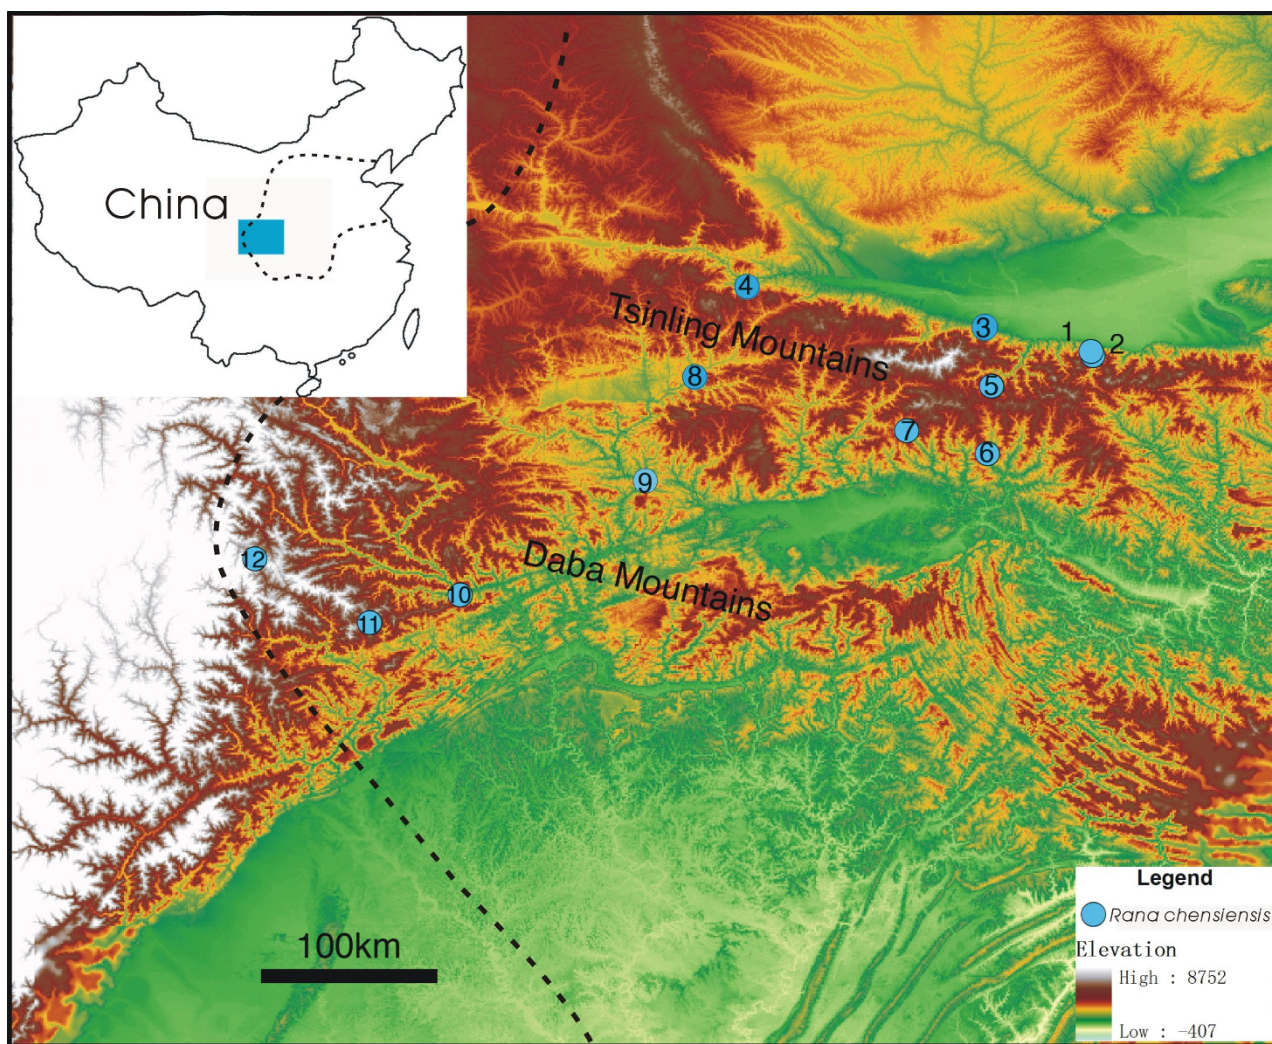 China
4
Tsinling Mountains
3
1
2
8
5
7
6
9
Daba Mountains
12
10
11
100km
Legend
Rana chensiensis
Elevation
High : 8752
Low : -407